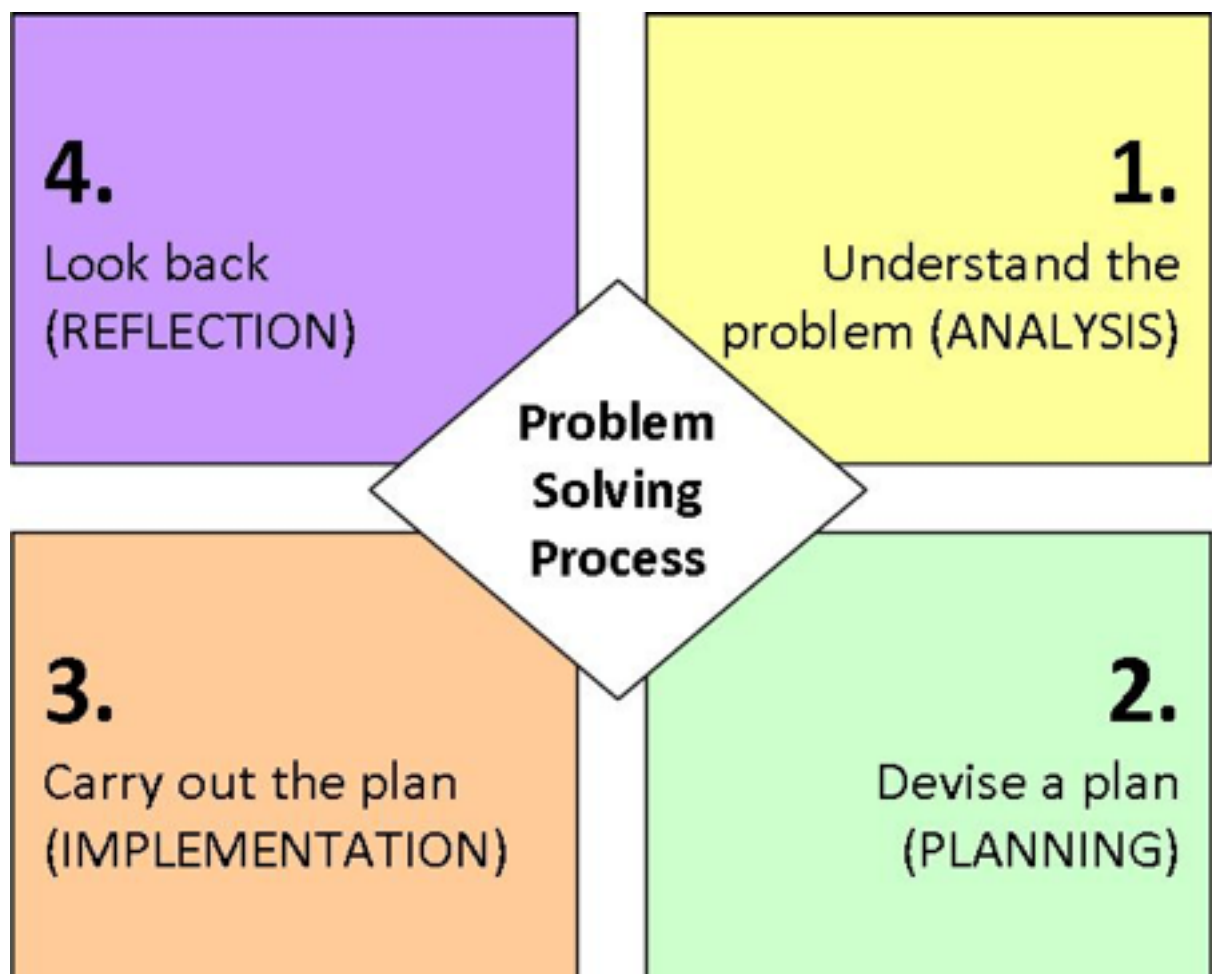 4.
Look back
(REFLECTION)
1.
Understand the
problem (ANALYSIS)
Problem
Solving
Process
3.
Carry out the plan
(IMPLEMENTATION)
2.
Devise a plan
(PLANNING)